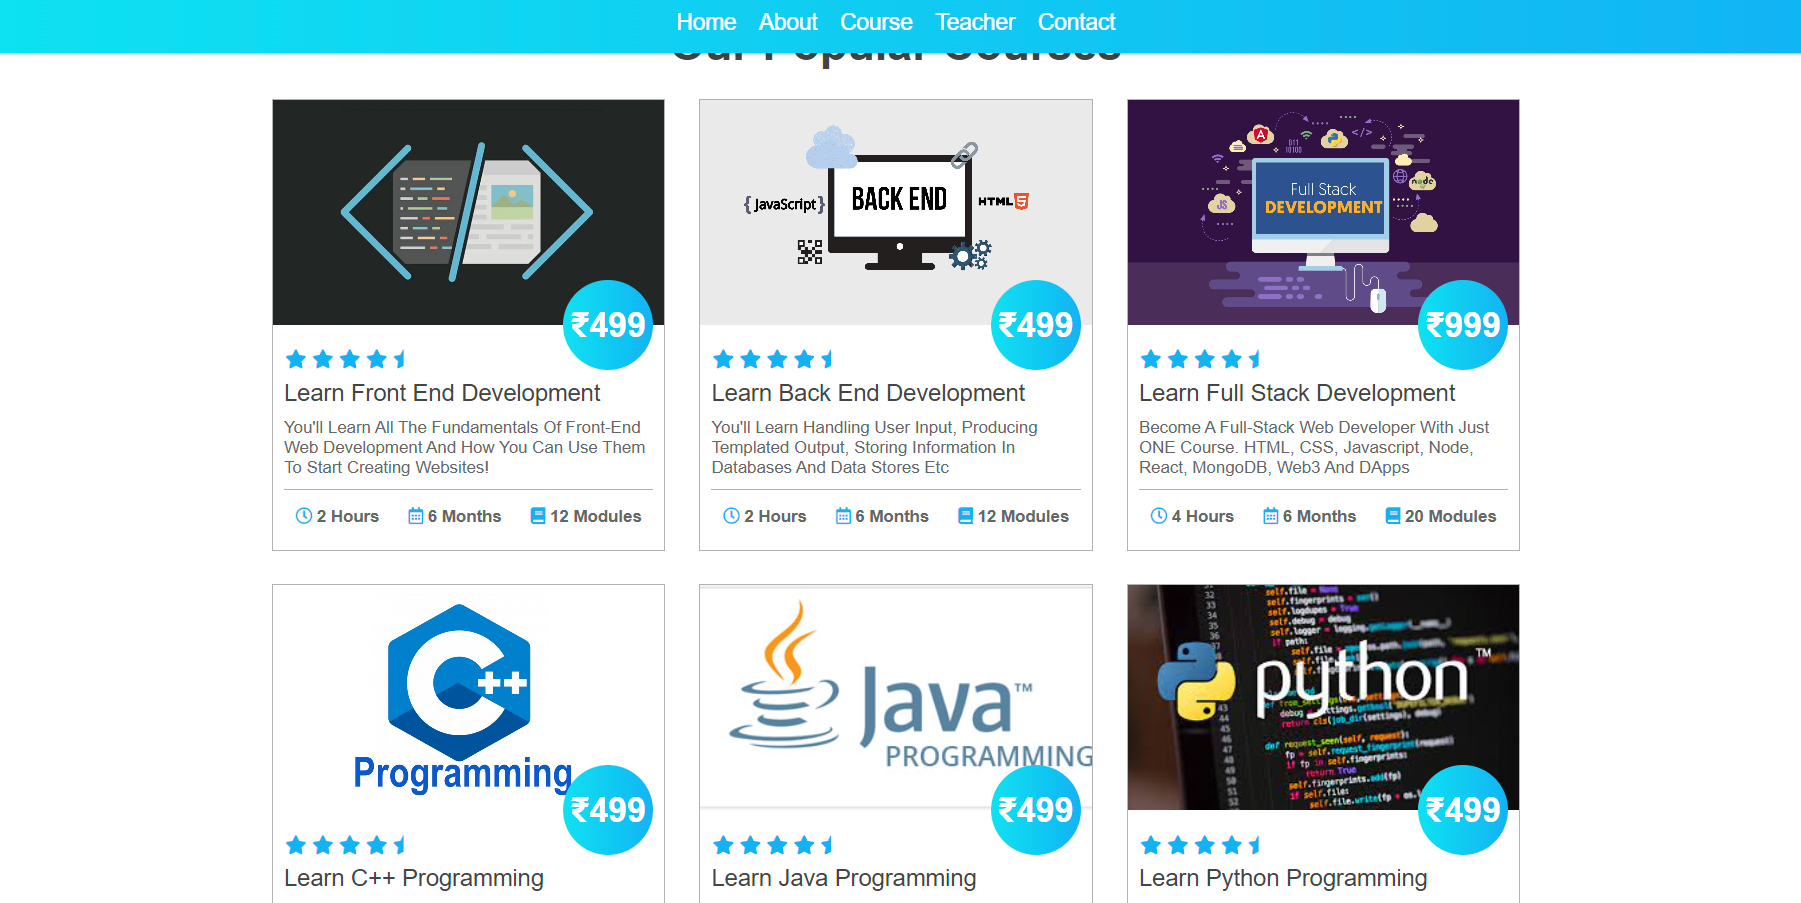 Home About Course Teacher Contact
Our Popular Courses
BACK END
{ JavaScript }
HTML 5
Full Stack
DEVELOPMENT
JS
node
011
10100
</>
₹499
₹499
₹999
Learn Front End Development
Learn Back End Development
Learn Full Stack Development
You'll Learn All The Fundamentals Of Front-End
Web Development And How You Can Use Them
To Start Creating Websites!
You'll Learn Handling User Input, Producing
Templated Output, Storing Information In
Databases And Data Stores Etc
Become A Full-Stack Web Developer With Just
ONE Course. HTML, CSS, Javascript, Node,
React, MongoDB, Web3 And DApps
2 Hours 6 Months 12 Modules
2 Hours 6 Months 12 Modules
4 Hours 6 Months 20 Modules
C++
Programming
Java™
PROGRAMMING
python™
₹499
₹499
₹499
Learn C++ Programming
Learn Java Programming
Learn Python Programming